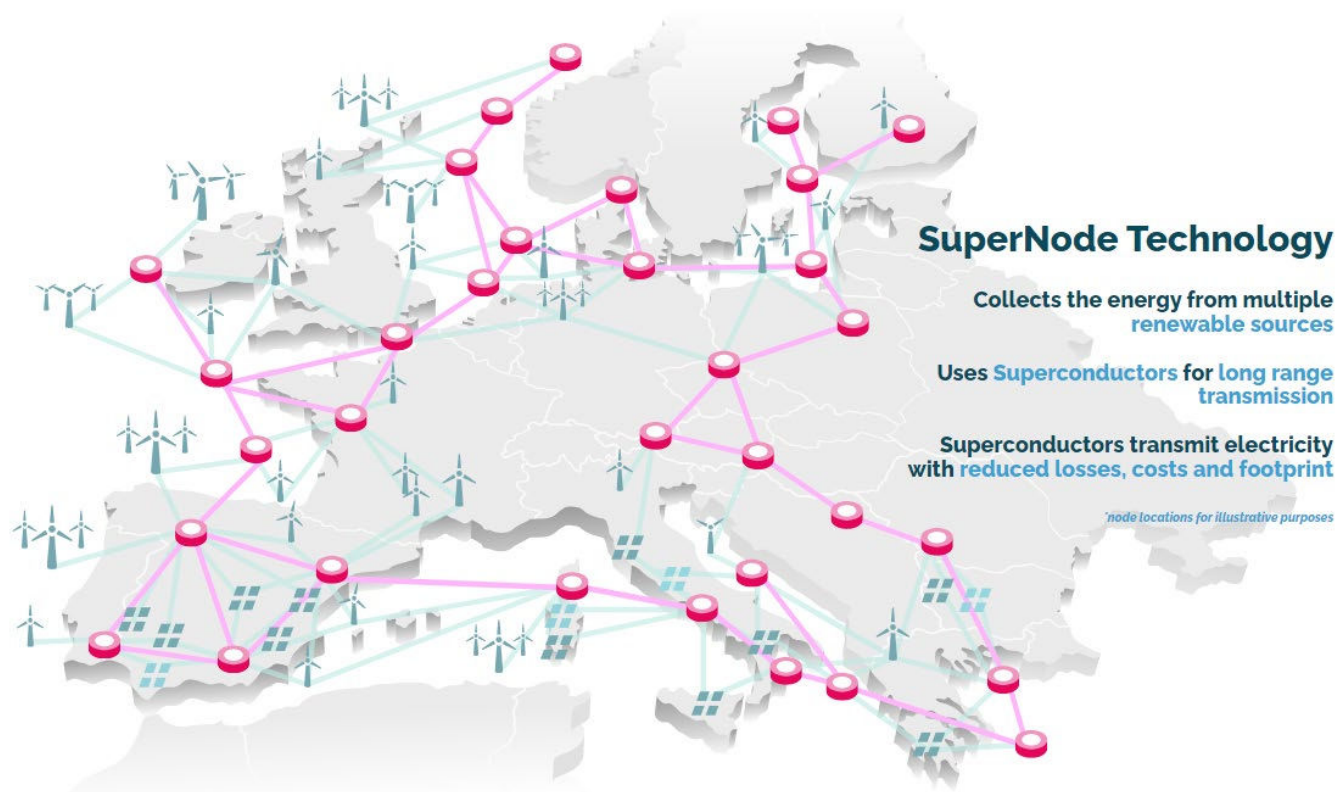 SuperNode Technology
Collects the energy from multiple
renewable sources
Uses Superconductors for long range
transmission
Superconductors transmit electricity
with reduced losses, costs and footprint
*node locations for illustrative purposes